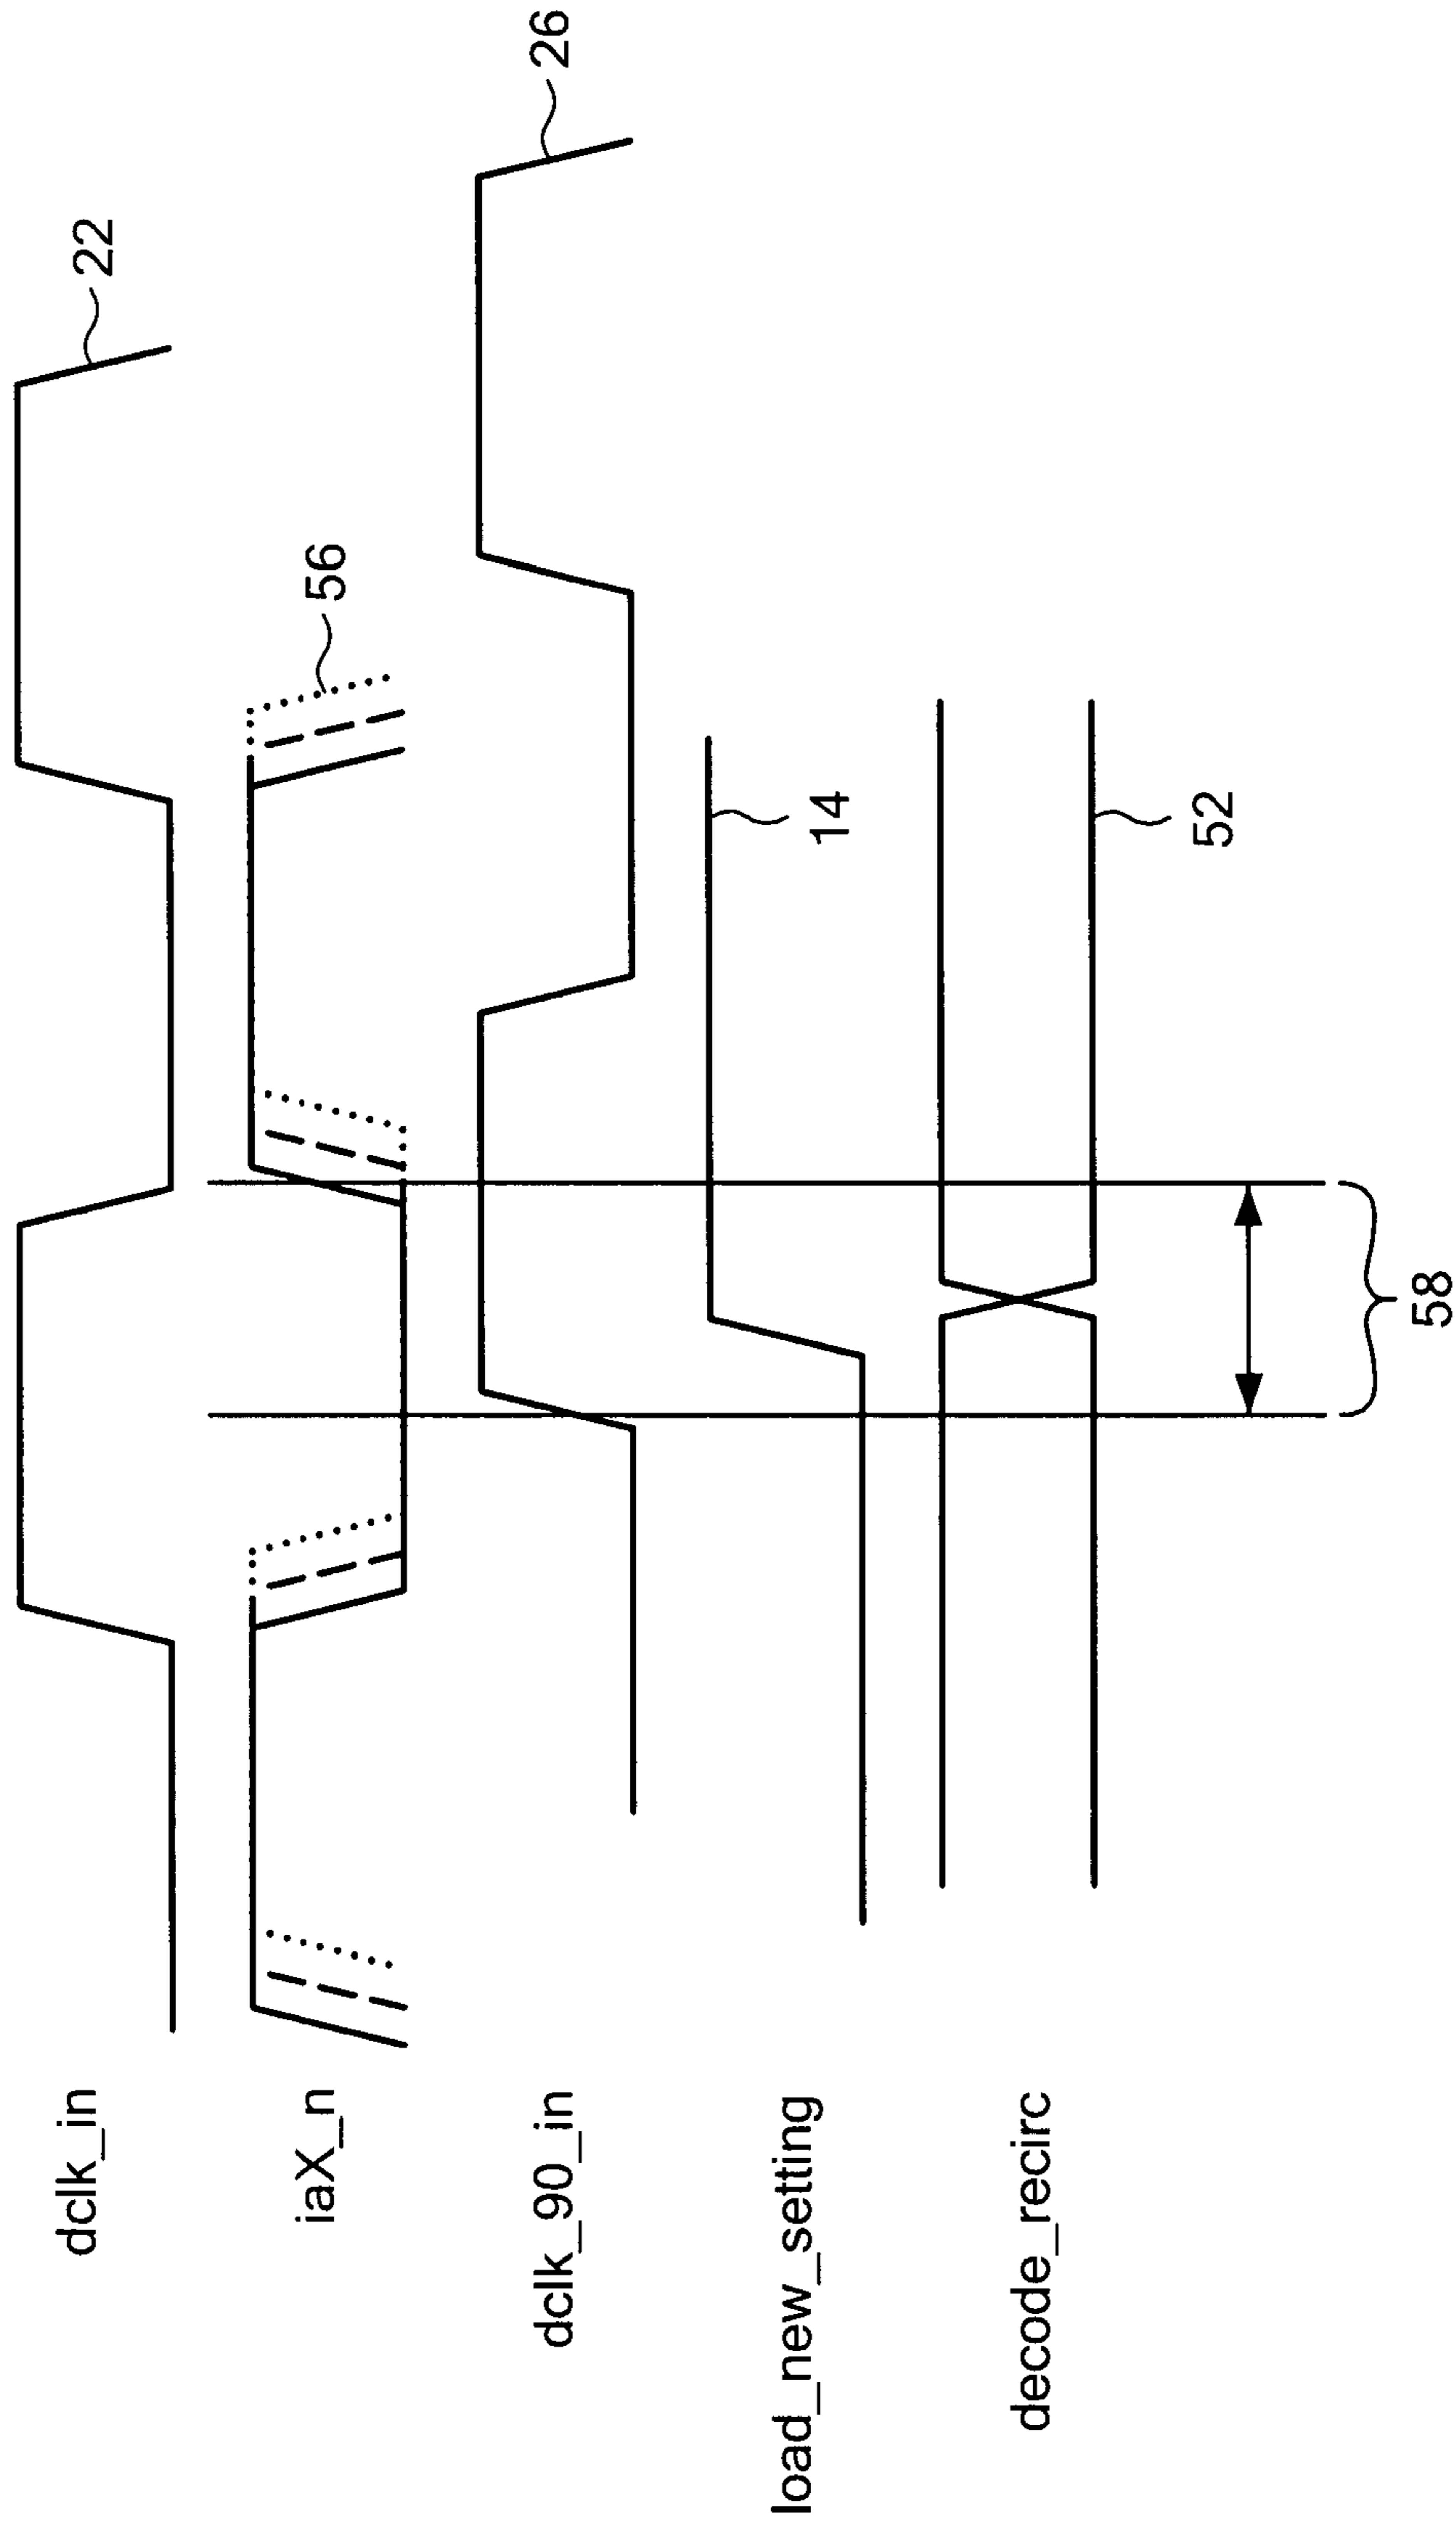 dclk_in
22
iaX_n
56
dclk_90_in
26
load_new_setting
14
decode_recirc
52
58